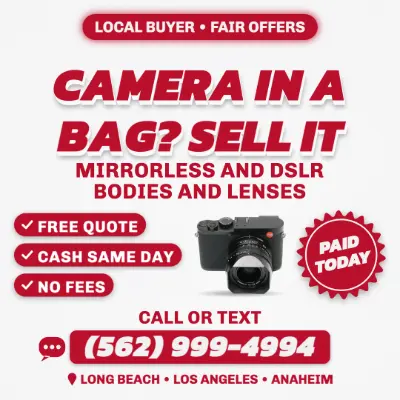 LOCAL BUYER • FAIR OFFERS
CAMERA IN A
BAG? SELL IT
MIRRORLESS AND DSLR
BODIES AND LENSES
FREE QUOTE
CASH SAME DAY
NO FEES
PAID
TODAY
CALL OR TEXT
(562) 999-4994
LONG BEACH • LOS ANGELES • ANAHEIM